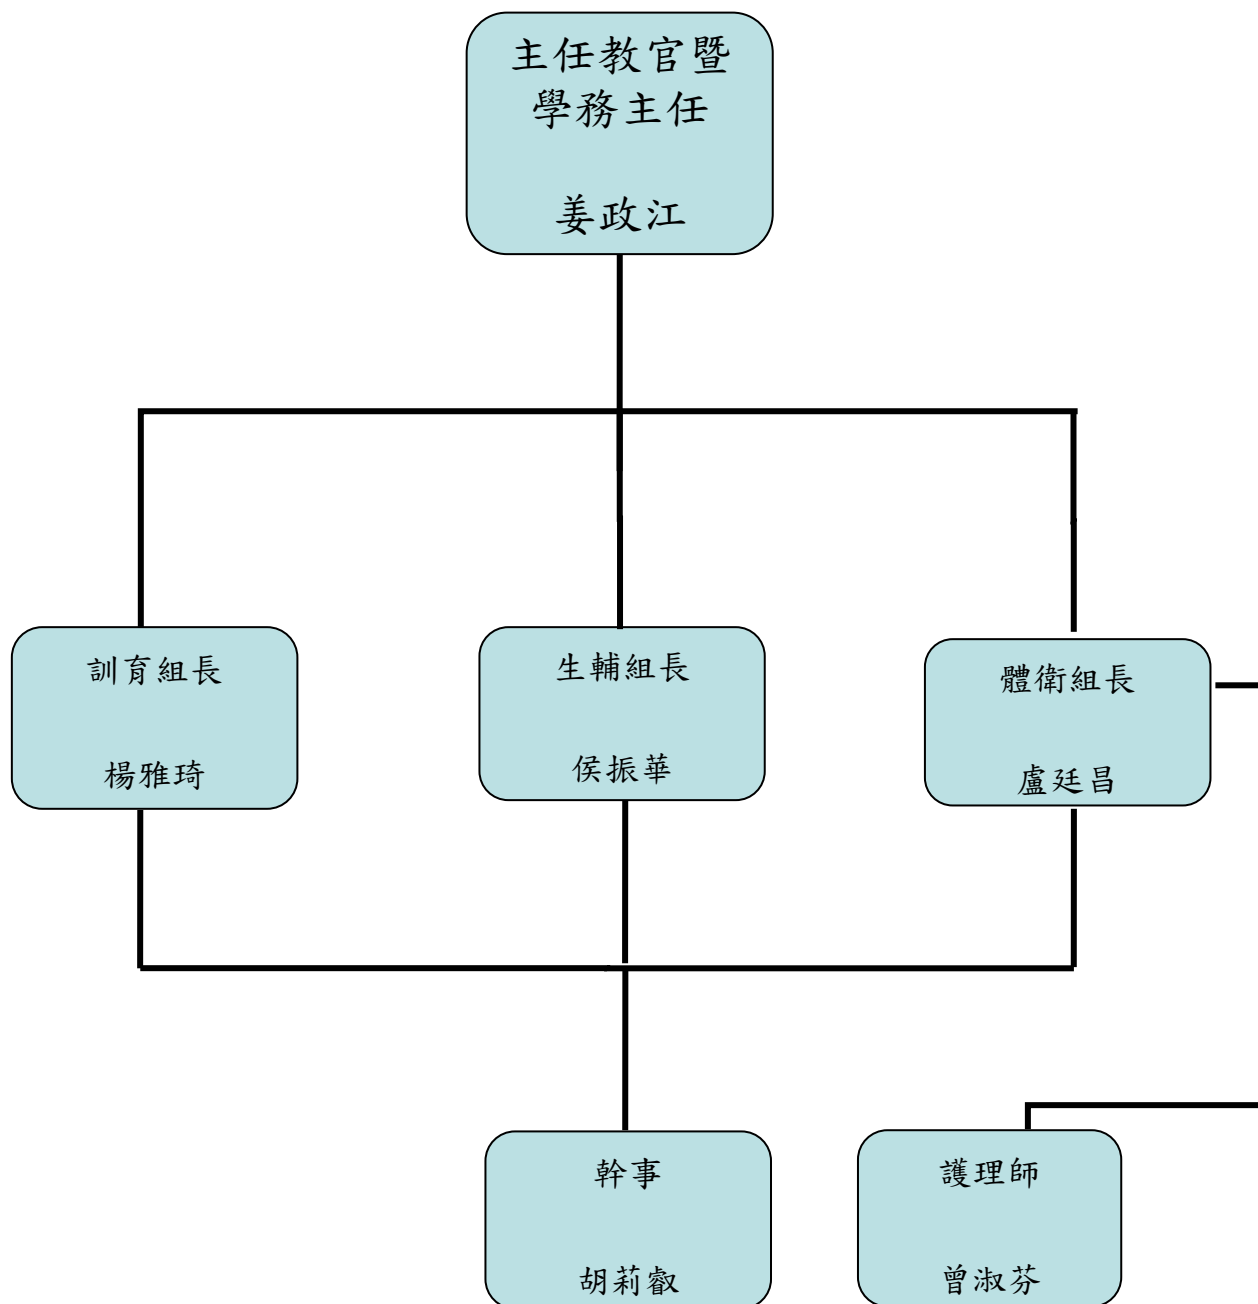 主任教官暨
學務主任
姜政江
訓育組長
楊雅琦
生輔組長
侯振華
體衛組長
盧廷昌
幹事
胡莉叡
護理師
曾淑芬